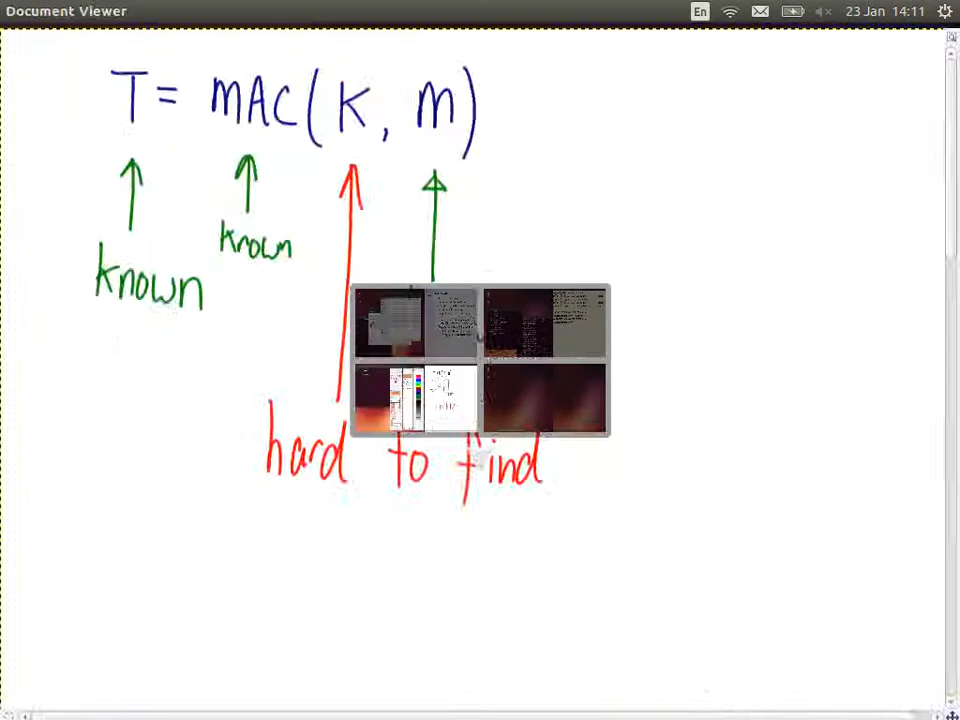 Document Viewer
En 23 Jan 14:11
T = MAC(K, M)
known
known
hard to find